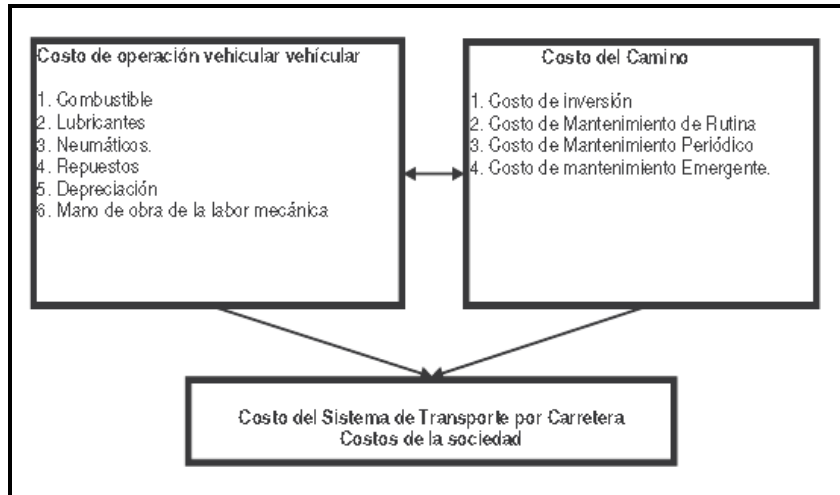 Costo de operación vehicular vehícular
1. Combustible
2. Lubricantes
3. Neumáticos.
4. Repuestos
5. Depreciación
6. Mano de obra de la labor mecánica
Costo del Camino
1. Costo de inversión
2. Costo de Mantenimiento de Rutina
3. Costo de Mantenimiento Periódico
4. Costo de mantenimiento Emergente.
Costo del Sistema de Transporte por Carretera
Costos de la sociedad